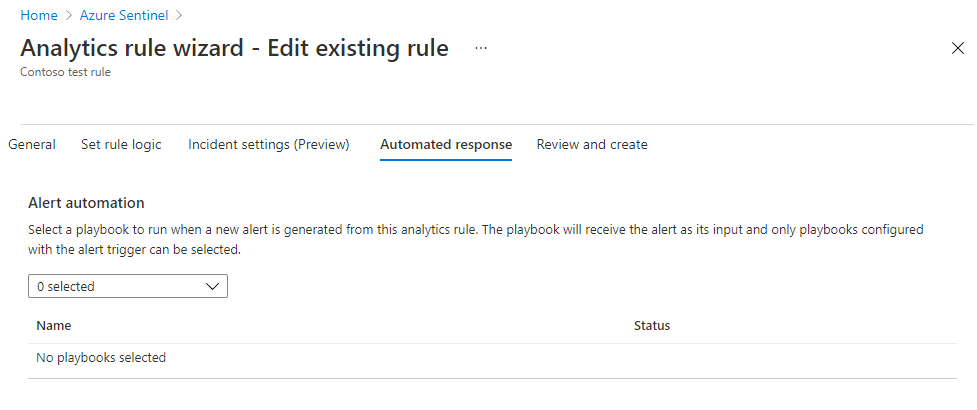 Home > Azure Sentinel >
Analytics rule wizard - Edit existing rule ...
Contoso test rule
General Set rule logic Incident settings (Preview) Automated response Review and create
Alert automation
Select a playbook to run when a new alert is generated from this analytics rule. The playbook will receive the alert as its input and only playbooks configured
with the alert trigger can be selected.
0 selected
Name Status
No playbooks selected